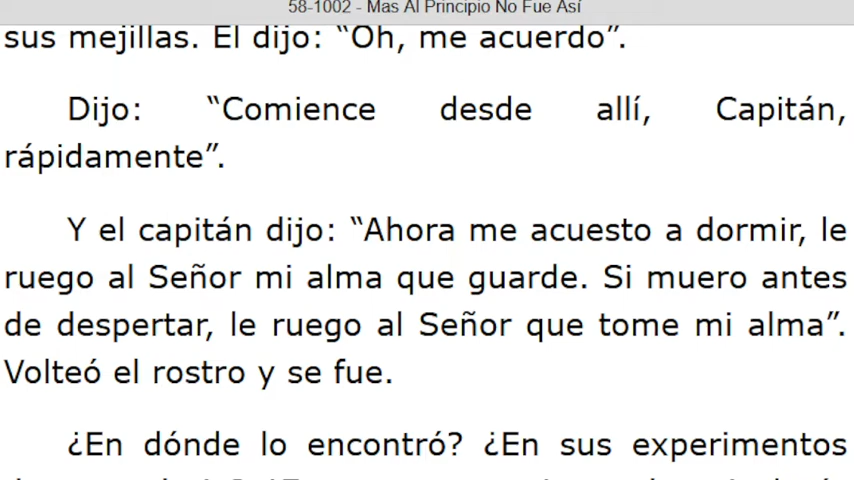 58-1002 - Mas Al Principio No Fue Así
sus mejillas. Él dijo: “Oh, me acuerdo”.
Dijo: “Comience desde allí, Capitán,
rápidamente”.
Y el capitán dijo: “Ahora me acuesto a dormir, le
ruego al Señor mi alma que guarde. Si muero antes
de despertar, le ruego al Señor que tome mi alma”.
Volteó el rostro y se fue.
¿En dónde lo encontró? ¿En sus experimentos